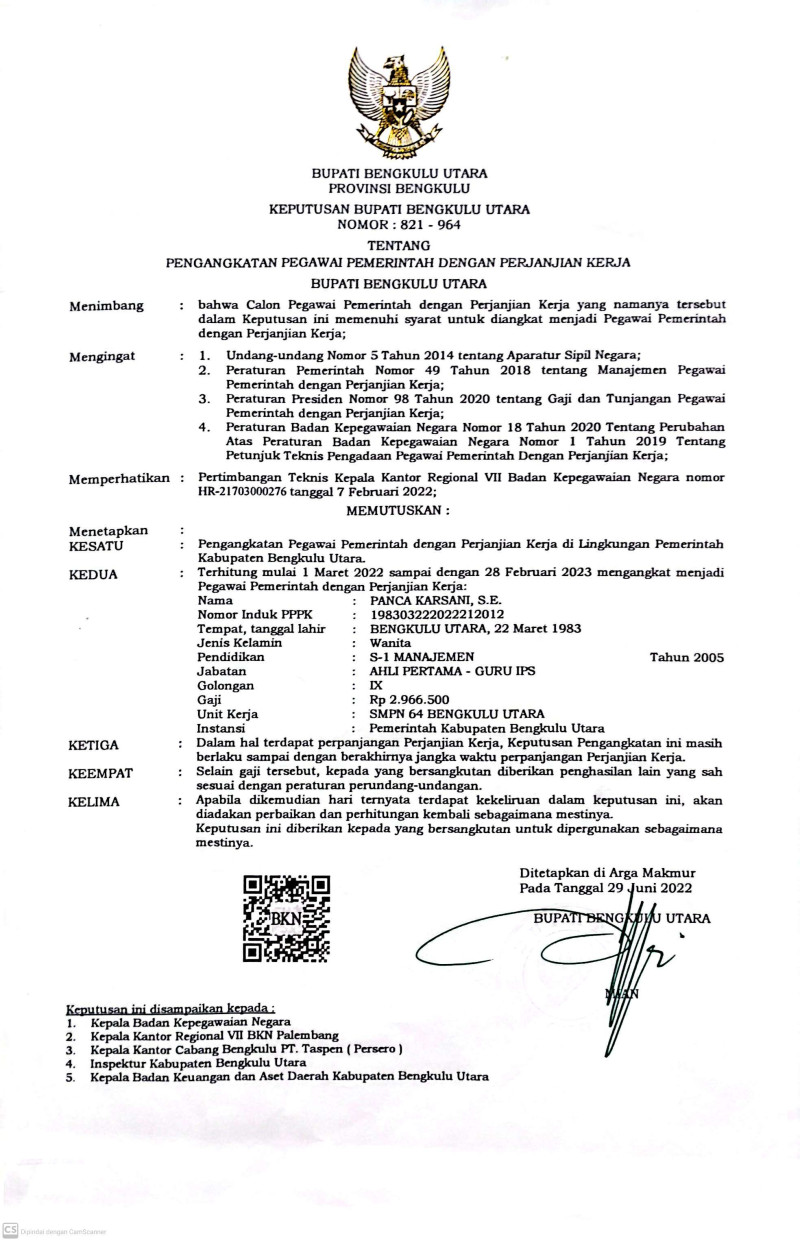 BUPATI BENGKULU UTARA
PROVINSI BENGKULU
KEPUTUSAN BUPATI BENGKULU UTARA
NOMOR : 821 - 964
TENTANG
PENGANGKATAN PEGAWAI PEMERINTAH DENGAN PERJANJIAN KERJA
BUPATI BENGKULU UTARA
Menimbang : bahwa Calon Pegawai Pemerintah dengan Perjanjian Kerja yang namanya tersebut
dalam Keputusan ini memenuhi syarat untuk diangkat menjadi Pegawai Pemerintah
dengan Perjanjian Kerja;
Mengingat : 1. Undang-undang Nomor 5 Tahun 2014 tentang Aparatur Sipil Negara;
2. Peraturan Pemerintah Nomor 49 Tahun 2018 tentang Manajemen Pegawai
Pemerintah dengan Perjanjian Kerja;
3. Peraturan Presiden Nomor 98 Tahun 2020 tentang Gaji dan Tunjangan Pegawai
Pemerintah dengan Perjanjian Kerja;
4. Peraturan Badan Kepegawaian Negara Nomor 18 Tahun 2020 Tentang Perubahan
Atas Peraturan Badan Kepegawaian Negara Nomor 1 Tahun 2019 Tentang
Petunjuk Teknis Pengadaan Pegawai Pemerintah Dengan Perjanjian Kerja;
Memperhatikan : Pertimbangan Teknis Kepala Kantor Regional VII Badan Kepegawaian Negara nomor
HR-21703000276 tanggal 7 Februari 2022;
MEMUTUSKAN :
Menetapkan :
KESATU : Pengangkatan Pegawai Pemerintah dengan Perjanjian Kerja di Lingkungan Pemerintah
Kabupaten Bengkulu Utara.
KEDUA : Terhitung mulai 1 Maret 2022 sampai dengan 28 Februari 2023 mengangkat menjadi
Pegawai Pemerintah dengan Perjanjian Kerja:
Nama : PANCA KARSANI, S.E.
Nomor Induk PPPK : 198303222022212012
Tempat, tanggal lahir : BENGKULU UTARA, 22 Maret 1983
Jenis Kelamin : Wanita
Pendidikan : S-1 MANAJEMEN Tahun 2005
Jabatan : AHLI PERTAMA - GURU IPS
Golongan : IX
Gaji : Rp 2.966.500
Unit Kerja : SMPN 64 BENGKULU UTARA
Instansi : Pemerintah Kabupaten Bengkulu Utara
KETIGA : Dalam hal terdapat perpanjangan Perjanjian Kerja, Keputusan Pengangkatan ini masih
berlaku sampai dengan berakhirnya jangka waktu perpanjangan Perjanjian Kerja.
KEEMPAT : Selain gaji tersebut, kepada yang bersangkutan diberikan penghasilan lain yang sah
sesuai dengan peraturan perundang-undangan.
KELIMA : Apabila dikemudian hari ternyata terdapat kekeliruan dalam keputusan ini, akan
diadakan perbaikan dan perhitungan kembali sebagaimana mestinya.
Keputusan ini diberikan kepada yang bersangkutan untuk dipergunakan sebagaimana
mestinya.
Ditetapkan di Arga Makmur
Pada Tanggal 29 Juni 2022
BUPATI BENGKULU UTARA
BKN
Keputusan ini disampaikan kepada :
1. Kepala Badan Kepegawaian Negara
2. Kepala Kantor Regional VII BKN Palembang
3. Kepala Kantor Cabang Bengkulu PT. Taspen ( Persero )
4. Inspektur Kabupaten Bengkulu Utara
5. Kepala Badan Keuangan dan Aset Daerah Kabupaten Bengkulu Utara
CS Dipindai dengan CamScanner